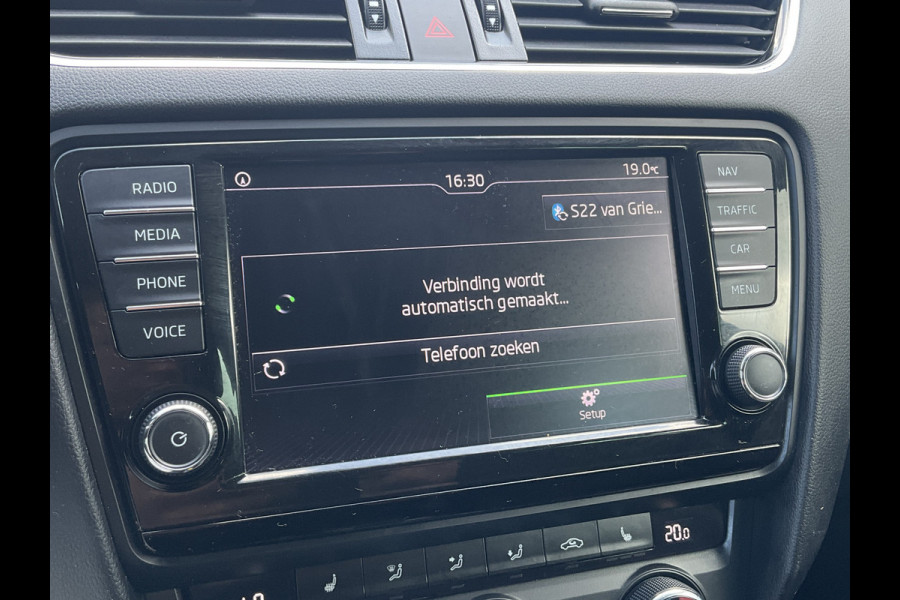 16:30
19.0°C
S22 van Grie...
RADIO
MEDIA
PHONE
VOICE
Verbinding wordt
automatisch gemaakt...
Telefoon zoeken
Setup
NAV
TRAFFIC
CAR
MENU
20.0